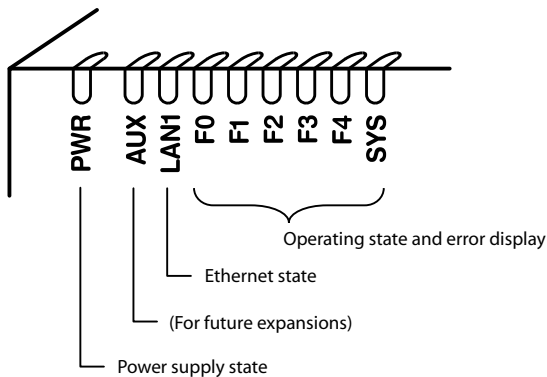 PWR
AUX
LAN1
F0
F1
F2
F3
F4
SYS
Operating state and error display
Ethernet state
(For future expansions)
Power supply state